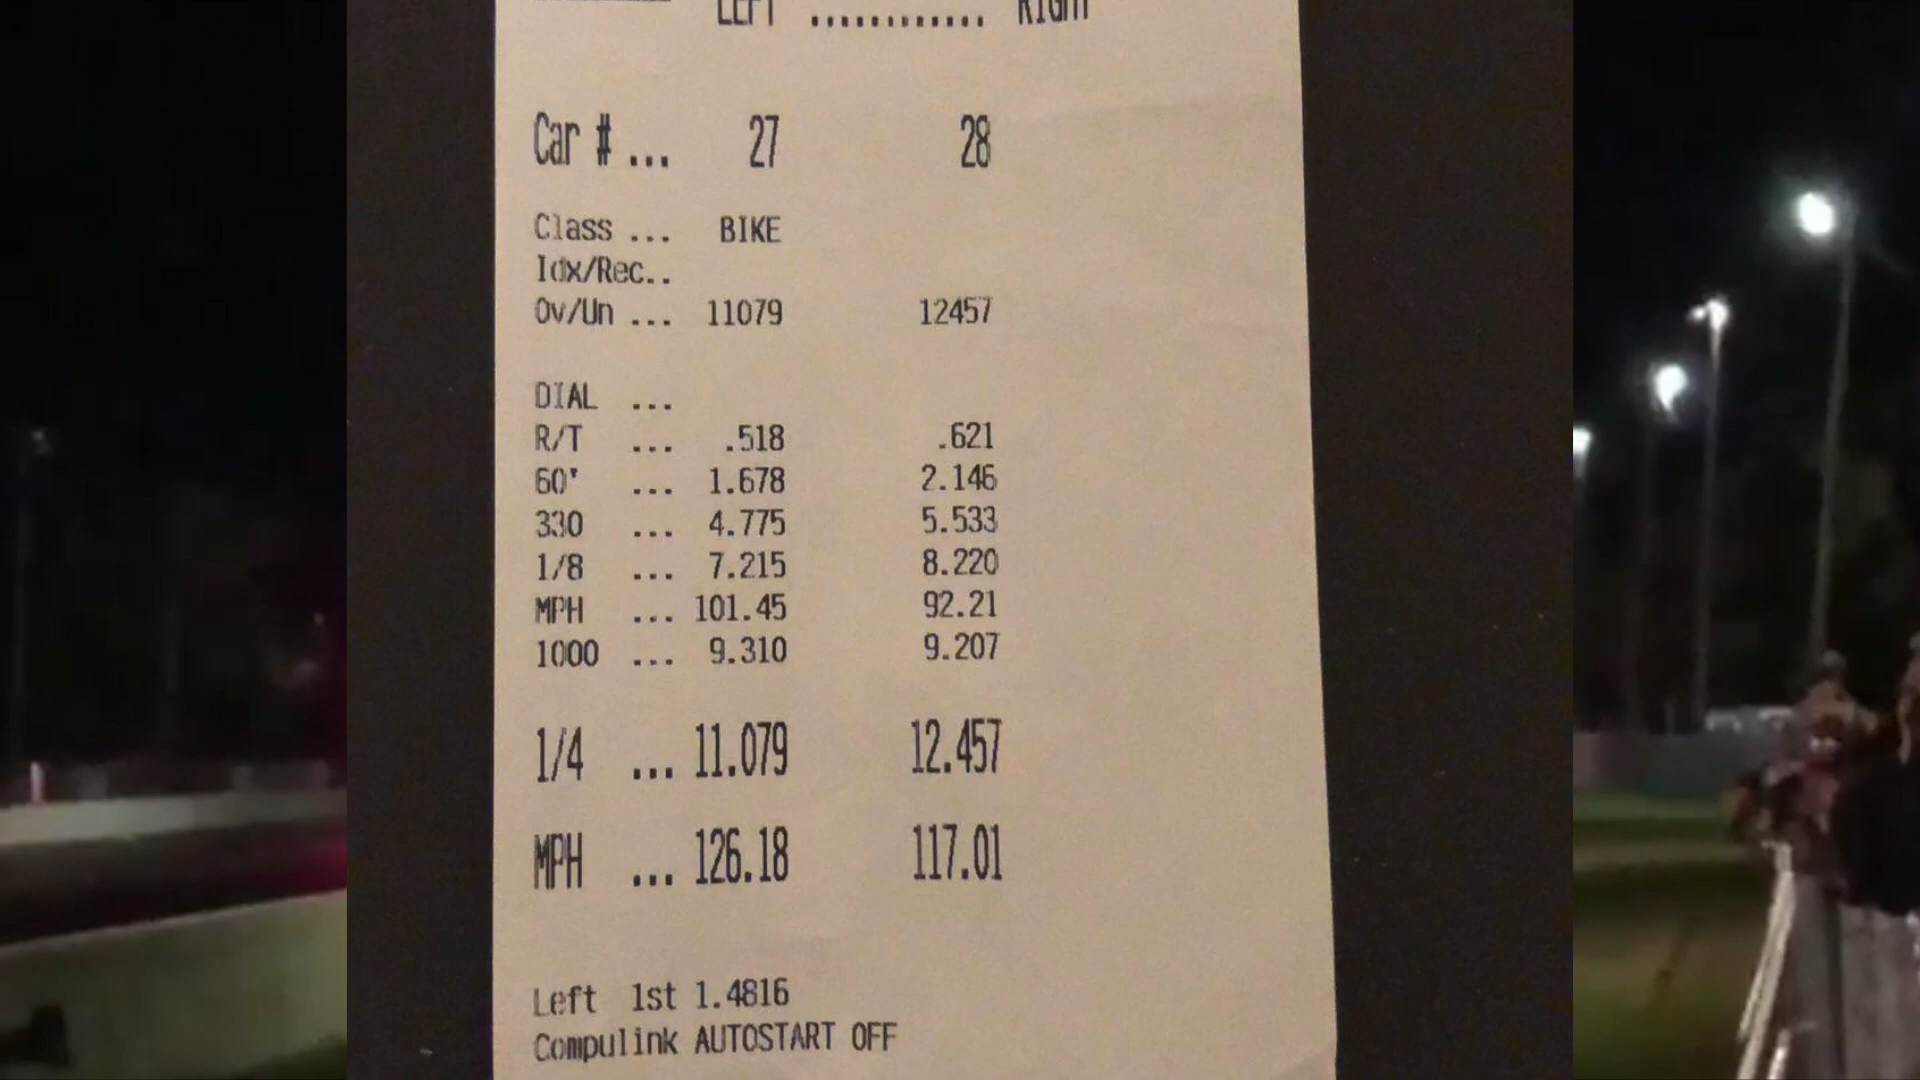 LEFT ............ RIGHT
Car # ... 27 28
Class ... BIKE
Idx/Rec..
Ov/Un ... 11079 12457
DIAL ...
R/T ... .518 .621
60' ... 1.678 2.146
330 ... 4.775 5.533
1/8 ... 7.215 8.220
MPH ... 101.45 92.21
1000 ... 9.310 9.207
1/4 ... 11.079 12.457
MPH ... 126.18 117.01
Left 1st 1.4816
Compulink AUTOSTART OFF